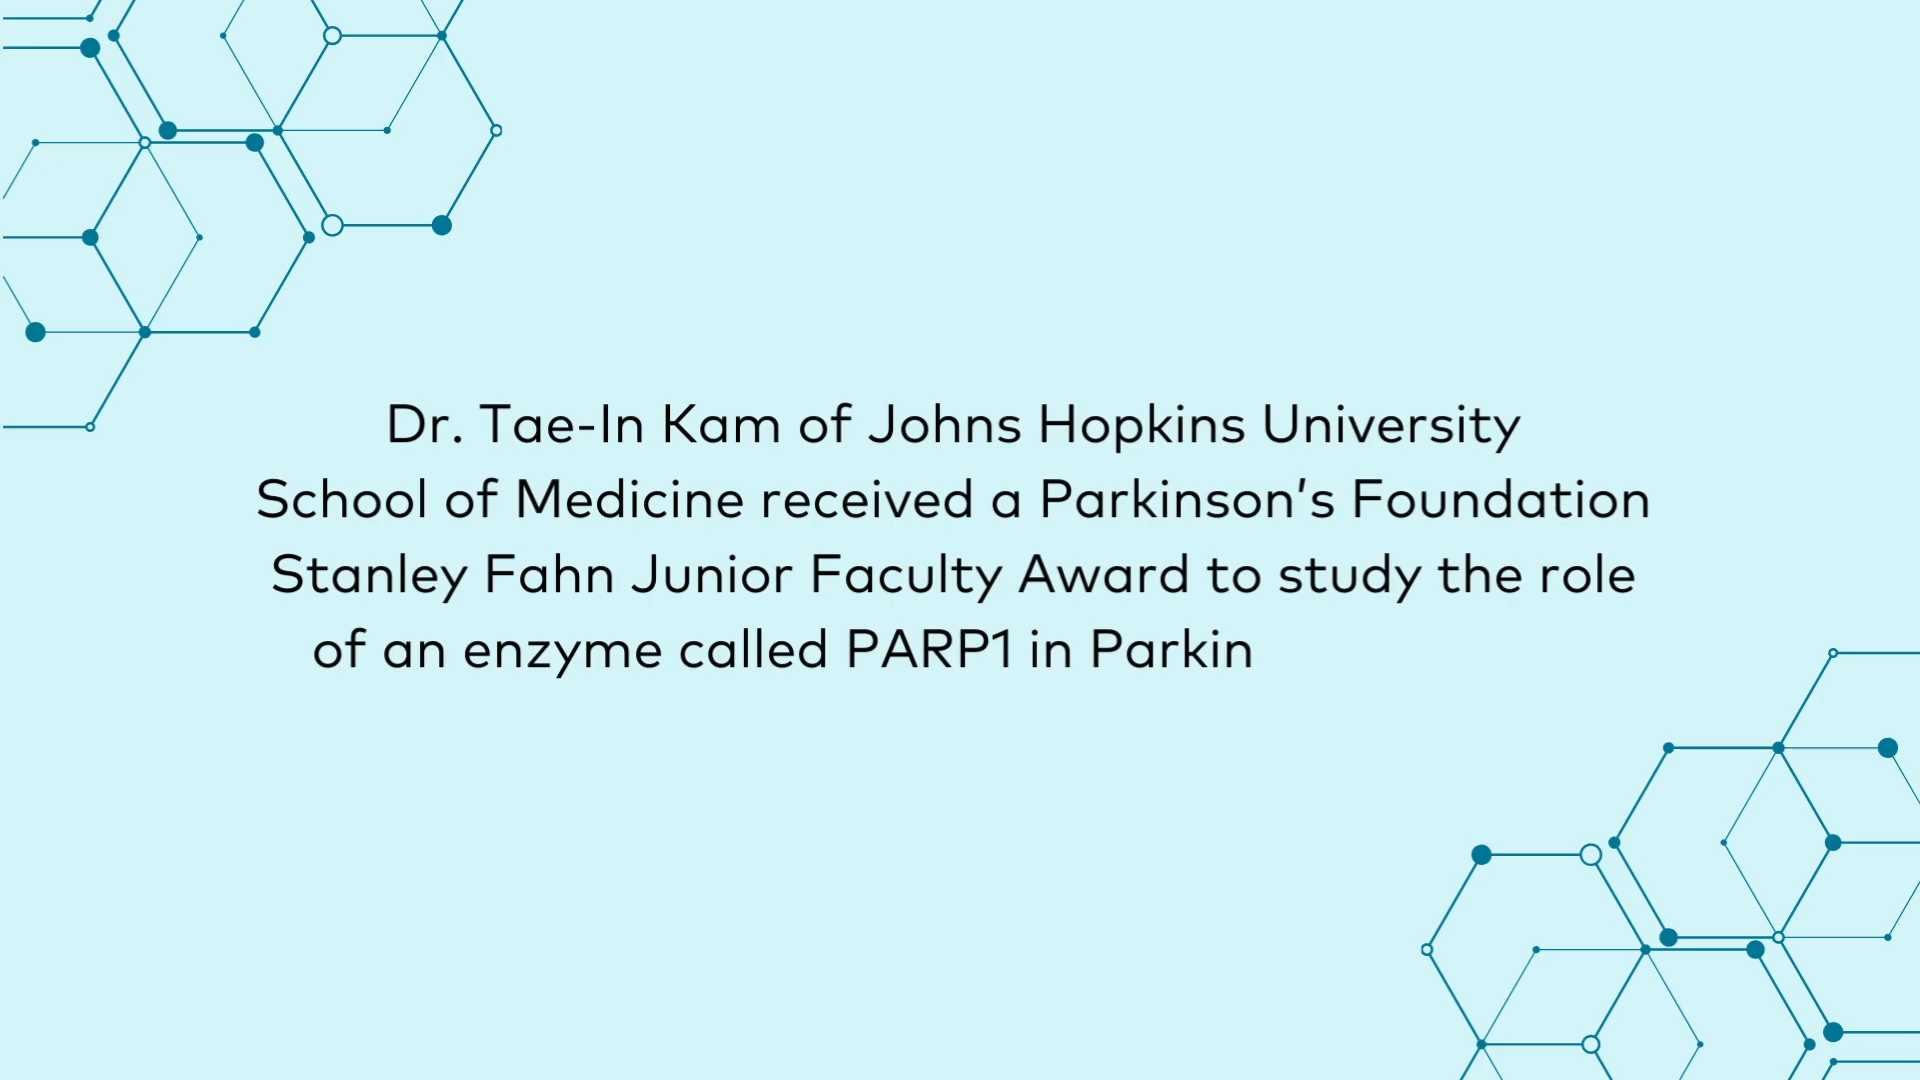 Dr. Tae-In Kam of Johns Hopkins University
School of Medicine received a Parkinson’s Foundation
Stanley Fahn Junior Faculty Award to study the role
of an enzyme called PARP1 in Parkin